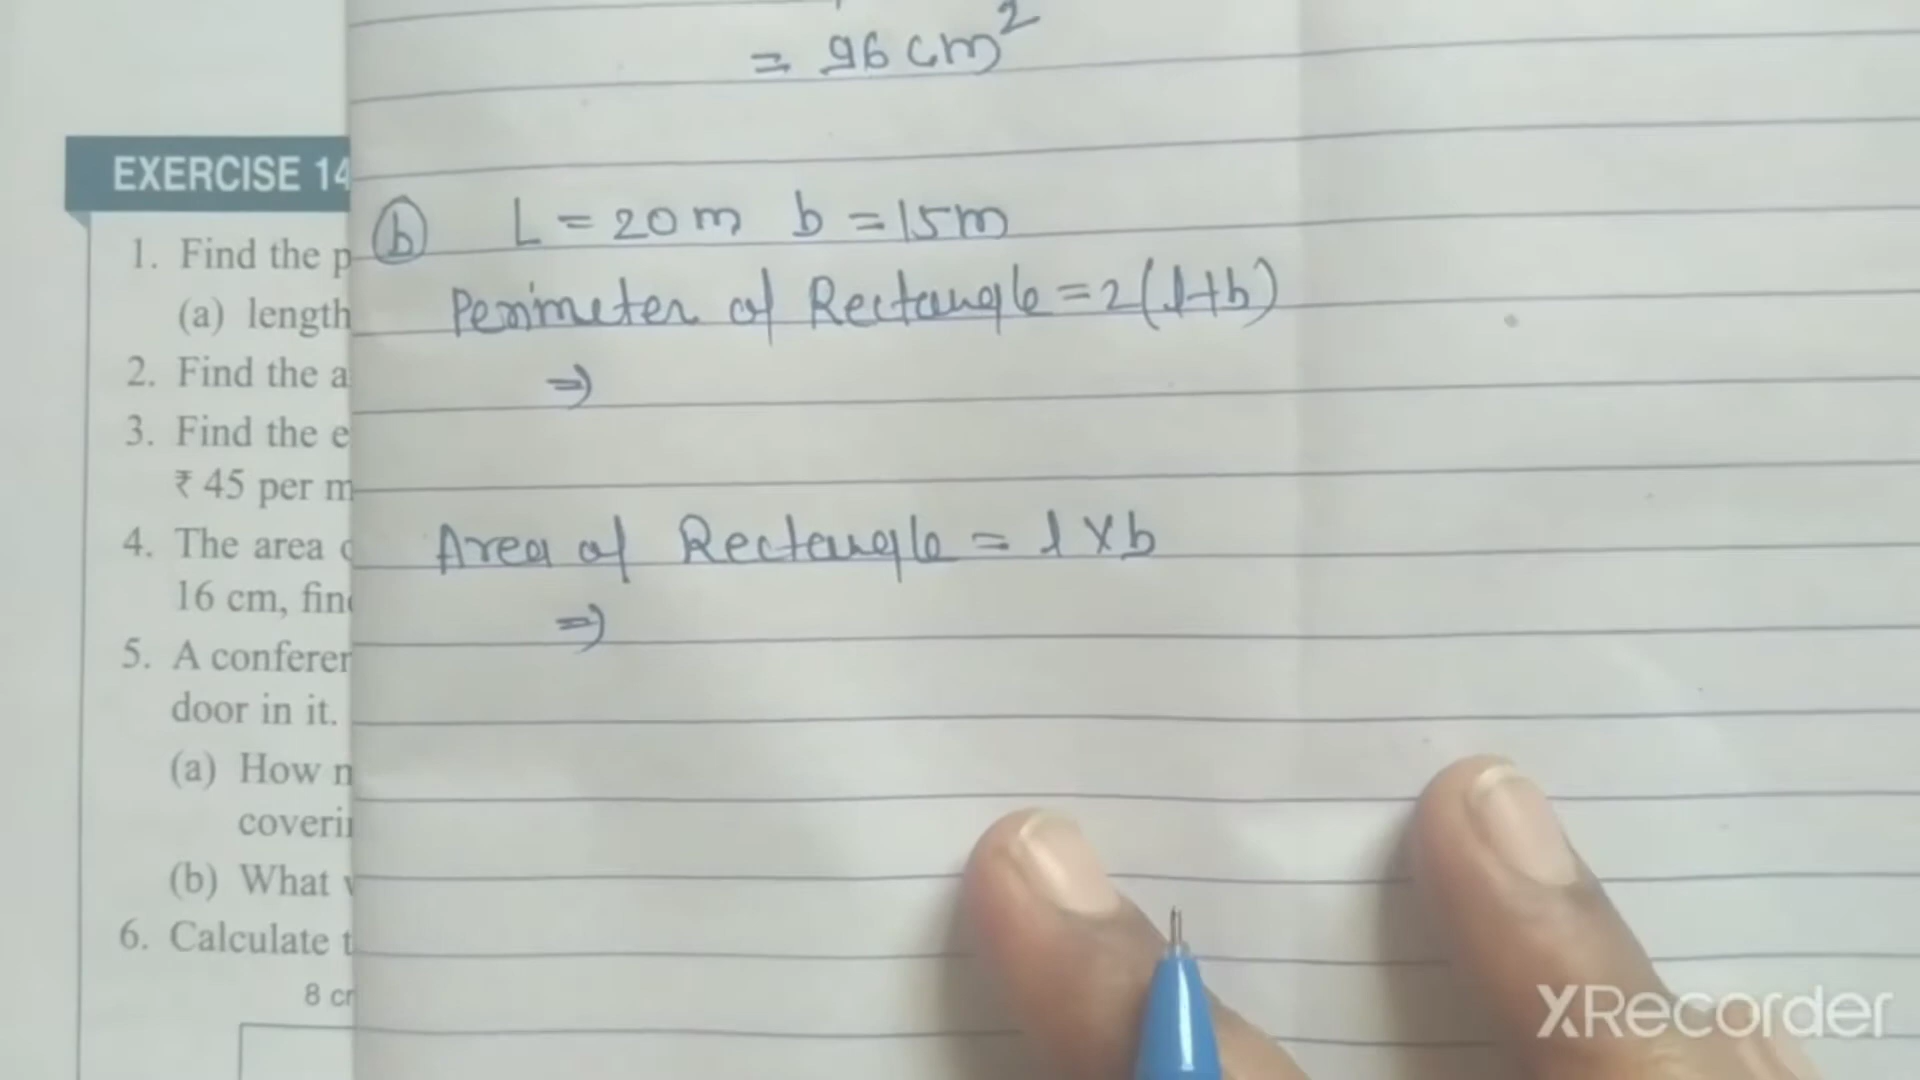 = 96 cm²
EXERCISE 14
1. Find the p
(a) length
2. Find the a
3. Find the e
₹ 45 per m
4. The area
16 cm, fin
5. A conferen
door in it.
(a) How
coveri
(b) What
6. Calculate t
8 cm
(b) L = 20 m b = 15m
Perimeter of Rectangle = 2(l+b)
⇒
Area of Rectangle = l × b
⇒
XRecorder